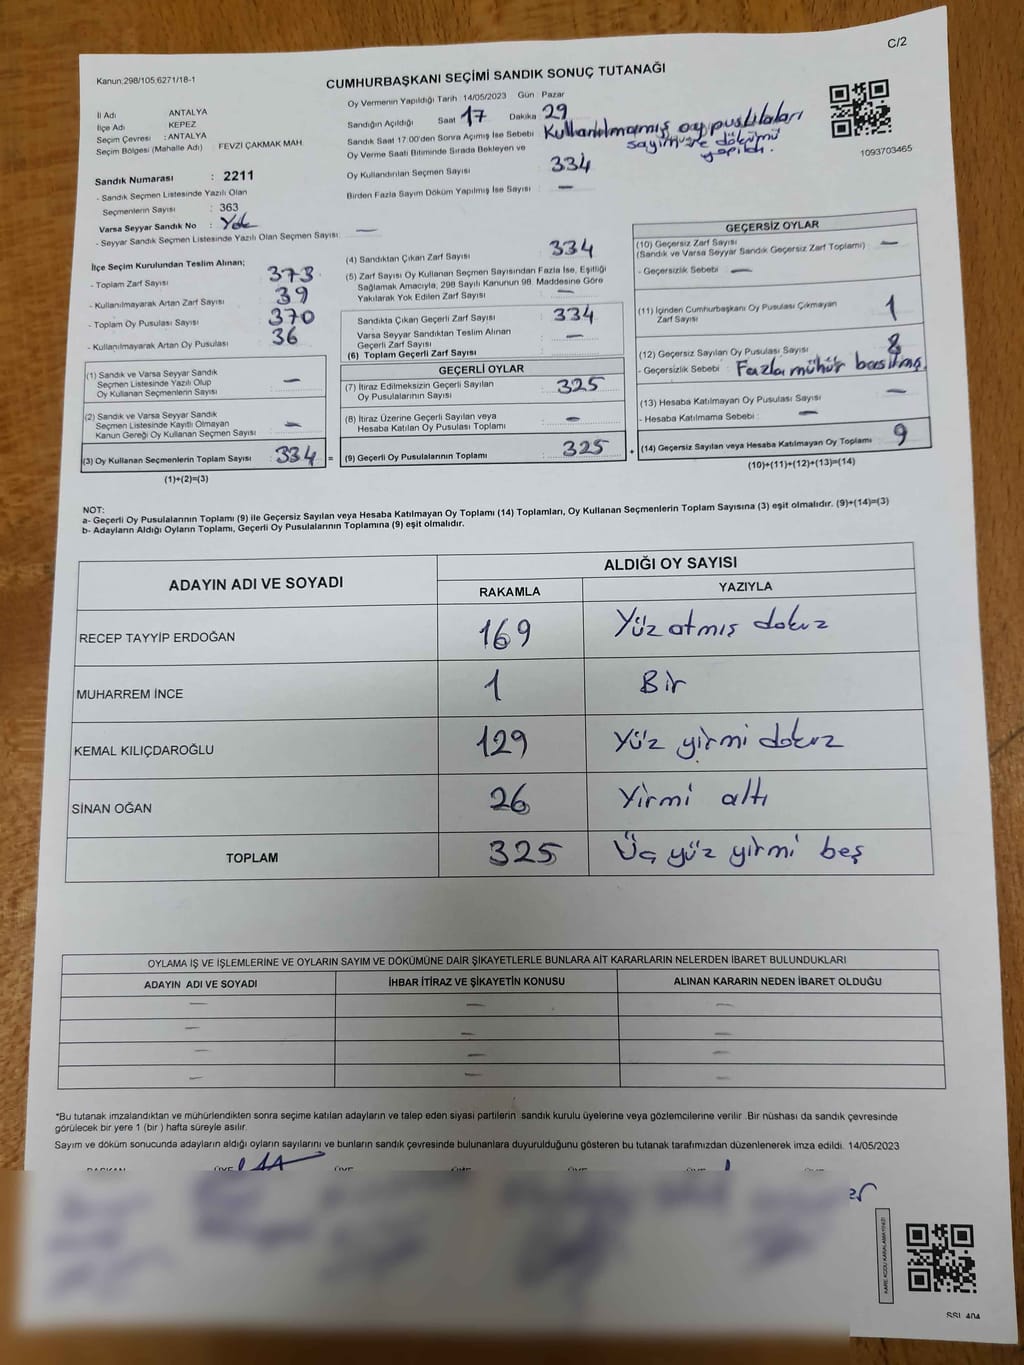 C/2
Kanun.298/105.6271/18-1
CUMHURBAŞKANI SEÇİMİ SANDIK SONUÇ TUTANAĞI
İl Adı ANTALYA
İlçe Adı KEPEZ
Seçim Çevresi : ANTALYA
Seçim Bölgesi (Mahalle Adı) : FEVZİ ÇAKMAK MAH.
Sandık Numarası : 2211
- Sandık Seçmen Listesinde Yazılı Olan
Seçmenlerin Sayısı : 363
Varsa Seyyar Sandık No : Yok
- Seyyar Sandık Seçmen Listesinde Yazılı Olan Seçmen Sayısı: —
Oy Vermenin Yapıldığı Tarih 14/05/2023 Gün Pazar
Sandığın Açıldığı Saat 17 Dakika 29
Sandık Saat 17.00'den Sonra Açımış İse Sebebi Kullanılmamış oy pusulaları
sayım ve dökümü
yapıldı.
Oy Verme Saati Bitiminde Sırada Bekleyen ve
Oy Kullandırılan Seçmen Sayısı 334
Birden Fazla Sayım Döküm Yapılmış İse Sayısı —
1093703465
İlçe Seçim Kurulundan Teslim Alınan;
- Toplam Zarf Sayısı : 373
- Kullanılmayarak Artan Zarf Sayısı : 39
- Toplam Oy Pusulası Sayısı : 370
- Kullanılmayarak Artan Oy Pusulası : 36
(1) Sandık ve Varsa Seyyar Sandık
Seçmen Listesinde Yazılı Olup
Oy Kullanan Seçmenlerin Sayısı : —
(2) Sandık ve Varsa Seyyar Sandık
Seçmen Listesinde Kayıtlı Olmayan
Kanun Gereği Oy Kullanan Seçmen Sayısı : —
(3) Oy Kullanan Seçmenlerin Toplam Sayısı : 334 =
(1)+(2)=(3)
(4) Sandıktan Çıkan Zarf Sayısı 334
(5) Zarf Sayısı Oy Kullanan Seçmen Sayısından Fazla İse, Eşitliği
Sağlamak Amacıyla, 298 Sayılı Kanunun 98. Maddesine Göre
Yakılarak Yok Edilen Zarf Sayısı : —
Sandıkta Çıkan Geçerli Zarf Sayısı : 334
Varsa Seyyar Sandıktan Teslim Alınan
Geçerli Zarf Sayısı : —
(6) Toplam Geçerli Zarf Sayısı :
GEÇERLİ OYLAR
(7) İtiraz Edilmeksizin Geçerli Sayılan
Oy Pusulasının Sayısı : 325
(8) İtiraz Üzerine Geçerli Sayılan veya
Hesaba Katılan Oy Pusulası Toplamı : —
(9) Geçerli Oy Pusulalarının Toplamı : 325 +
GEÇERSİZ OYLAR
(10) Geçersiz Zarf Sayısı : —
(Sandık ve Varsa Seyyar Sandık Geçersiz Zarf Toplamı)
- Geçersizlik Sebebi : —
(11) İçinden Cumhurbaşkanı Oy Pusulası Çıkmayan
Zarf Sayısı : 1
(12) Geçersiz Sayılan Oy Pusulası Sayısı : 8
- Geçersizlik Sebebi : Fazla mühür basılmış.
(13) Hesaba Katılmayan Oy Pusulası Sayısı : —
- Hesaba Katılmama Sebebi : —
(14) Geçersiz Sayılan veya Hesaba Katılmayan Oy Toplamı : 9
(10)+(11)+(12)+(13)=(14)
NOT:
a- Geçerli Oy Pusulalarının Toplamı (9) ile Geçersiz Sayılan veya Hesaba Katılmayan Oy Toplamı (14) Toplamları, Oy Kullanan Seçmenlerin Toplam Sayısına (3) eşit olmalıdır. (9)+(14)=(3)
b- Adayların Aldığı Oyların Toplamı, Geçerli Oy Pusulalarının Toplamına (9) eşit olmalıdır.
ADAYIN ADI VE SOYADI ALDIĞI OY SAYISI
RAKAMLA YAZIYLA
RECEP TAYYİP ERDOĞAN 169 Yüz atmış dokuz
MUHARREM İNCE 1 Bir
KEMAL KILIÇDAROĞLU 129 Yüz yirmi dokuz
SİNAN OĞAN 26 Yirmi altı
TOPLAM 325 Üç yüz yirmi beş
OYLAMA İŞ VE İŞLEMLERİNE VE OYLARIN SAYIM VE DÖKÜMÜNE DAİR ŞİKAYETLERLE BUNLARA AİT KARARLARIN NELERDEN İBARET BULUNDUKLARI
ADAYIN ADI VE SOYADI İHBAR İTİRAZ VE ŞİKAYETİN KONUSU ALINAN KARARIN NEDEN İBARET OLDUĞU
— — —
— — —
— — —
— — —
*Bu tutanak imzalandıktan ve mühürlendikten sonra seçime katılan adayların ve talep eden siyasi partilerin sandık kurulu üyelerine veya gözlemcilerine verilir. Bir nüshası da sandık çevresinde
görülecek bir yere 1 (bir ) hafta süreyle asılır.
Sayım ve döküm sonucunda adayların aldığı oyların sayılarını ve bunların sandık çevresinde bulunanlara duyurulduğunu gösteren bu tutanak tarafımızdan düzenlenerek imza edildi. 14/05/2023
BAŞKAN ÜYE ÜYE ÜYE ÜYE ÜYE
KARE KODU KARALAMAYINIZ!